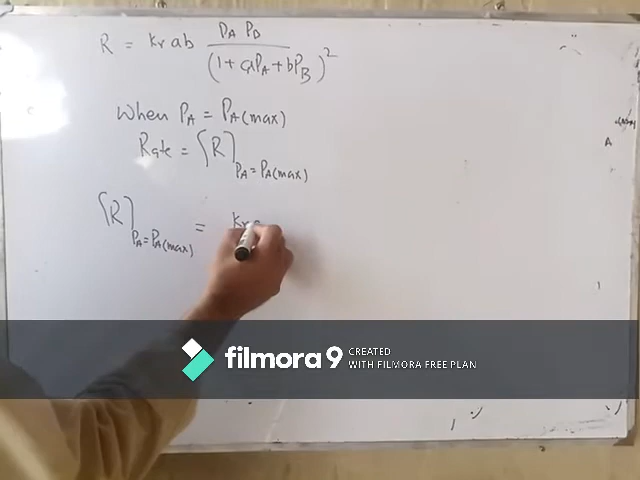 R = kr ab PA PB / (1 + aPA + bPB)²
When PA = PA(max)
Rate = [R]PA = PA(max)
[R]PA = PA(max) = kra
filmora 9 CREATED
WITH FILMORA FREE PLAN
A